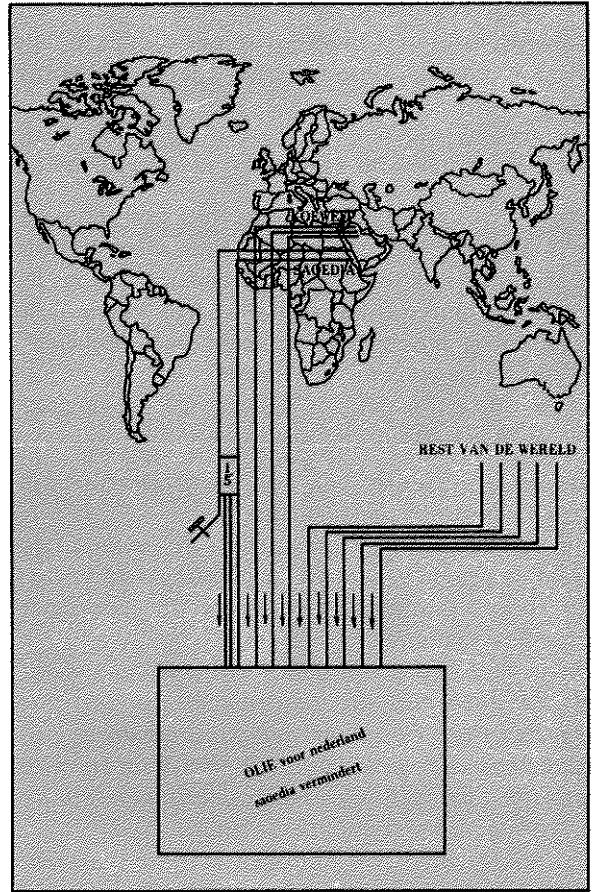 KOEWEIT
SAOEDIA
REST VAN DE WERELD
1
5
OLIE voor nederland
saoedia vermindert